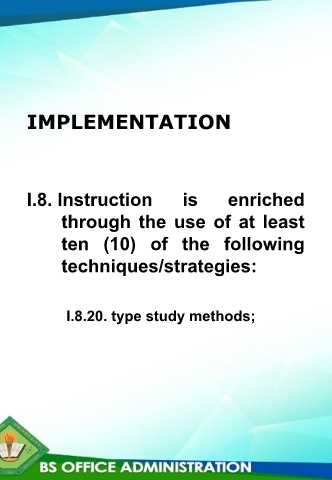 IMPLEMENTATION
I.8. Instruction is enriched
through the use of at least
ten (10) of the following
techniques/strategies:
I.8.20. type study methods;
BS OFFICE ADMINISTRATION